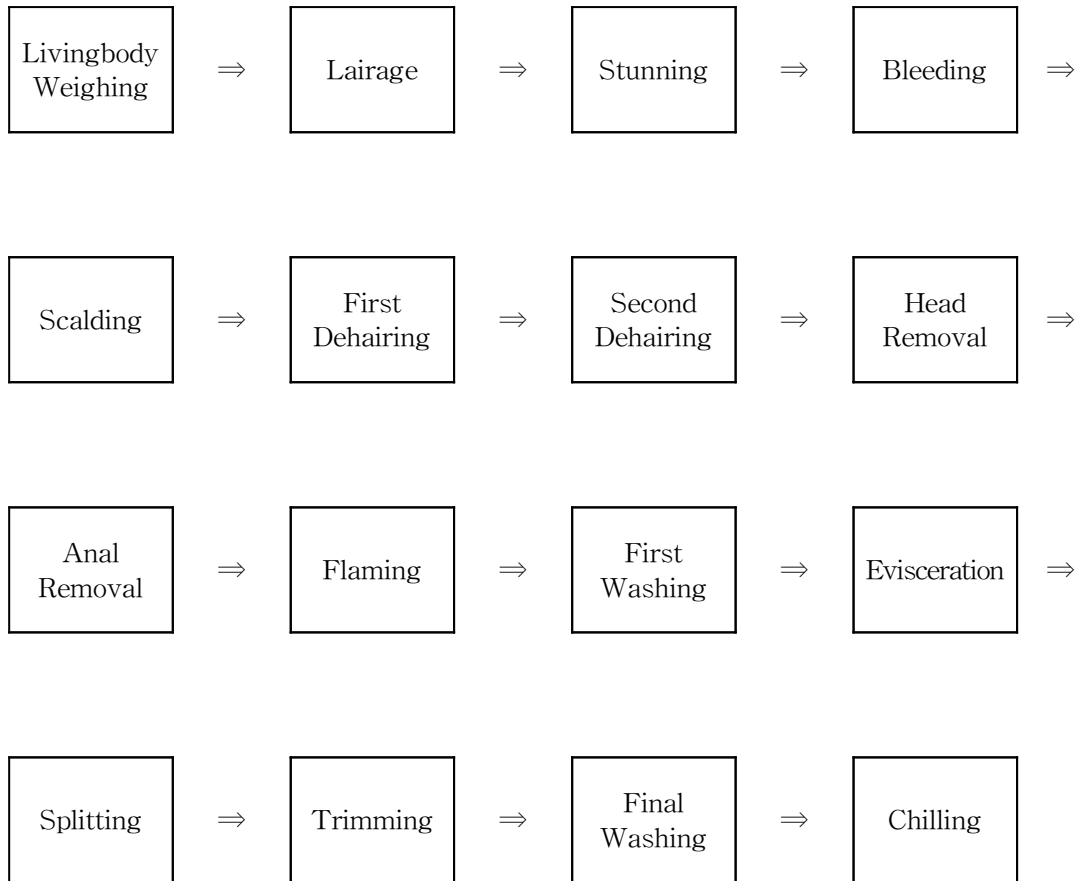 Livingbody
Weighing
⇒
Lairage
⇒
Stunning
⇒
Bleeding
⇒
Scalding
⇒
First
Dehairing
⇒
Second
Dehairing
⇒
Head
Removal
⇒
Anal
Removal
⇒
Flaming
⇒
First
Washing
⇒
Evisceration
⇒
Splitting
⇒
Trimming
⇒
Final
Washing
⇒
Chilling